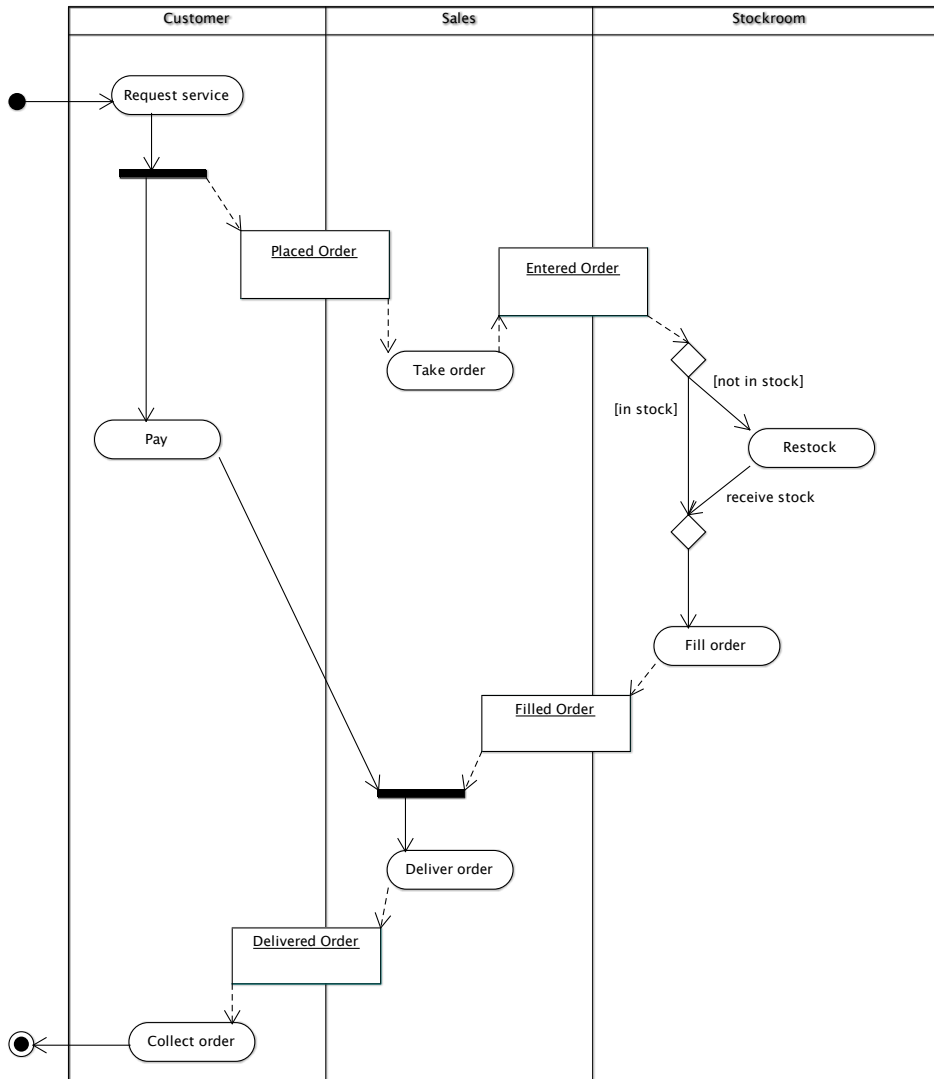 Customer
Sales
Stockroom
Request service
Placed Order
Entered Order
Take order
[not in stock]
[in stock]
Pay
Restock
receive stock
Fill order
Filled Order
Deliver order
Delivered Order
Collect order